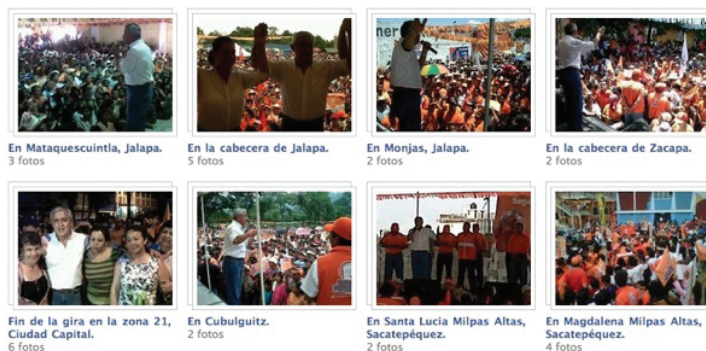 En Mataquescuintla, Jalapa.
3 fotos
En la cabecera de Jalapa.
5 fotos
ner
En Monjas, Jalapa.
2 fotos
En la cabecera de Zacapa.
2 fotos
Fin de la gira en la zona 21,
Ciudad Capital.
6 fotos
En Cubulguitz.
2 fotos
Segu
En Santa Lucia Milpas Altas,
Sacatepéquez.
2 fotos
En Magdalena Milpas Altas,
Sacatepéquez.
4 fotos